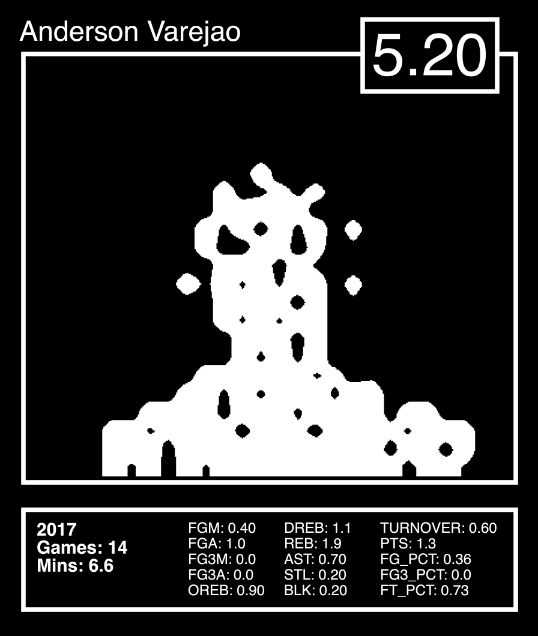 Anderson Varejao
5.20
2017
Games: 14
Mins: 6.6
FGM: 0.40
FGA: 1.0
FG3M: 0.0
FG3A: 0.0
OREB: 0.90
DREB: 1.1
REB: 1.9
AST: 0.70
STL: 0.20
BLK: 0.20
TURNOVER: 0.60
PTS: 1.3
FG_PCT: 0.36
FG3_PCT: 0.0
FT_PCT: 0.73